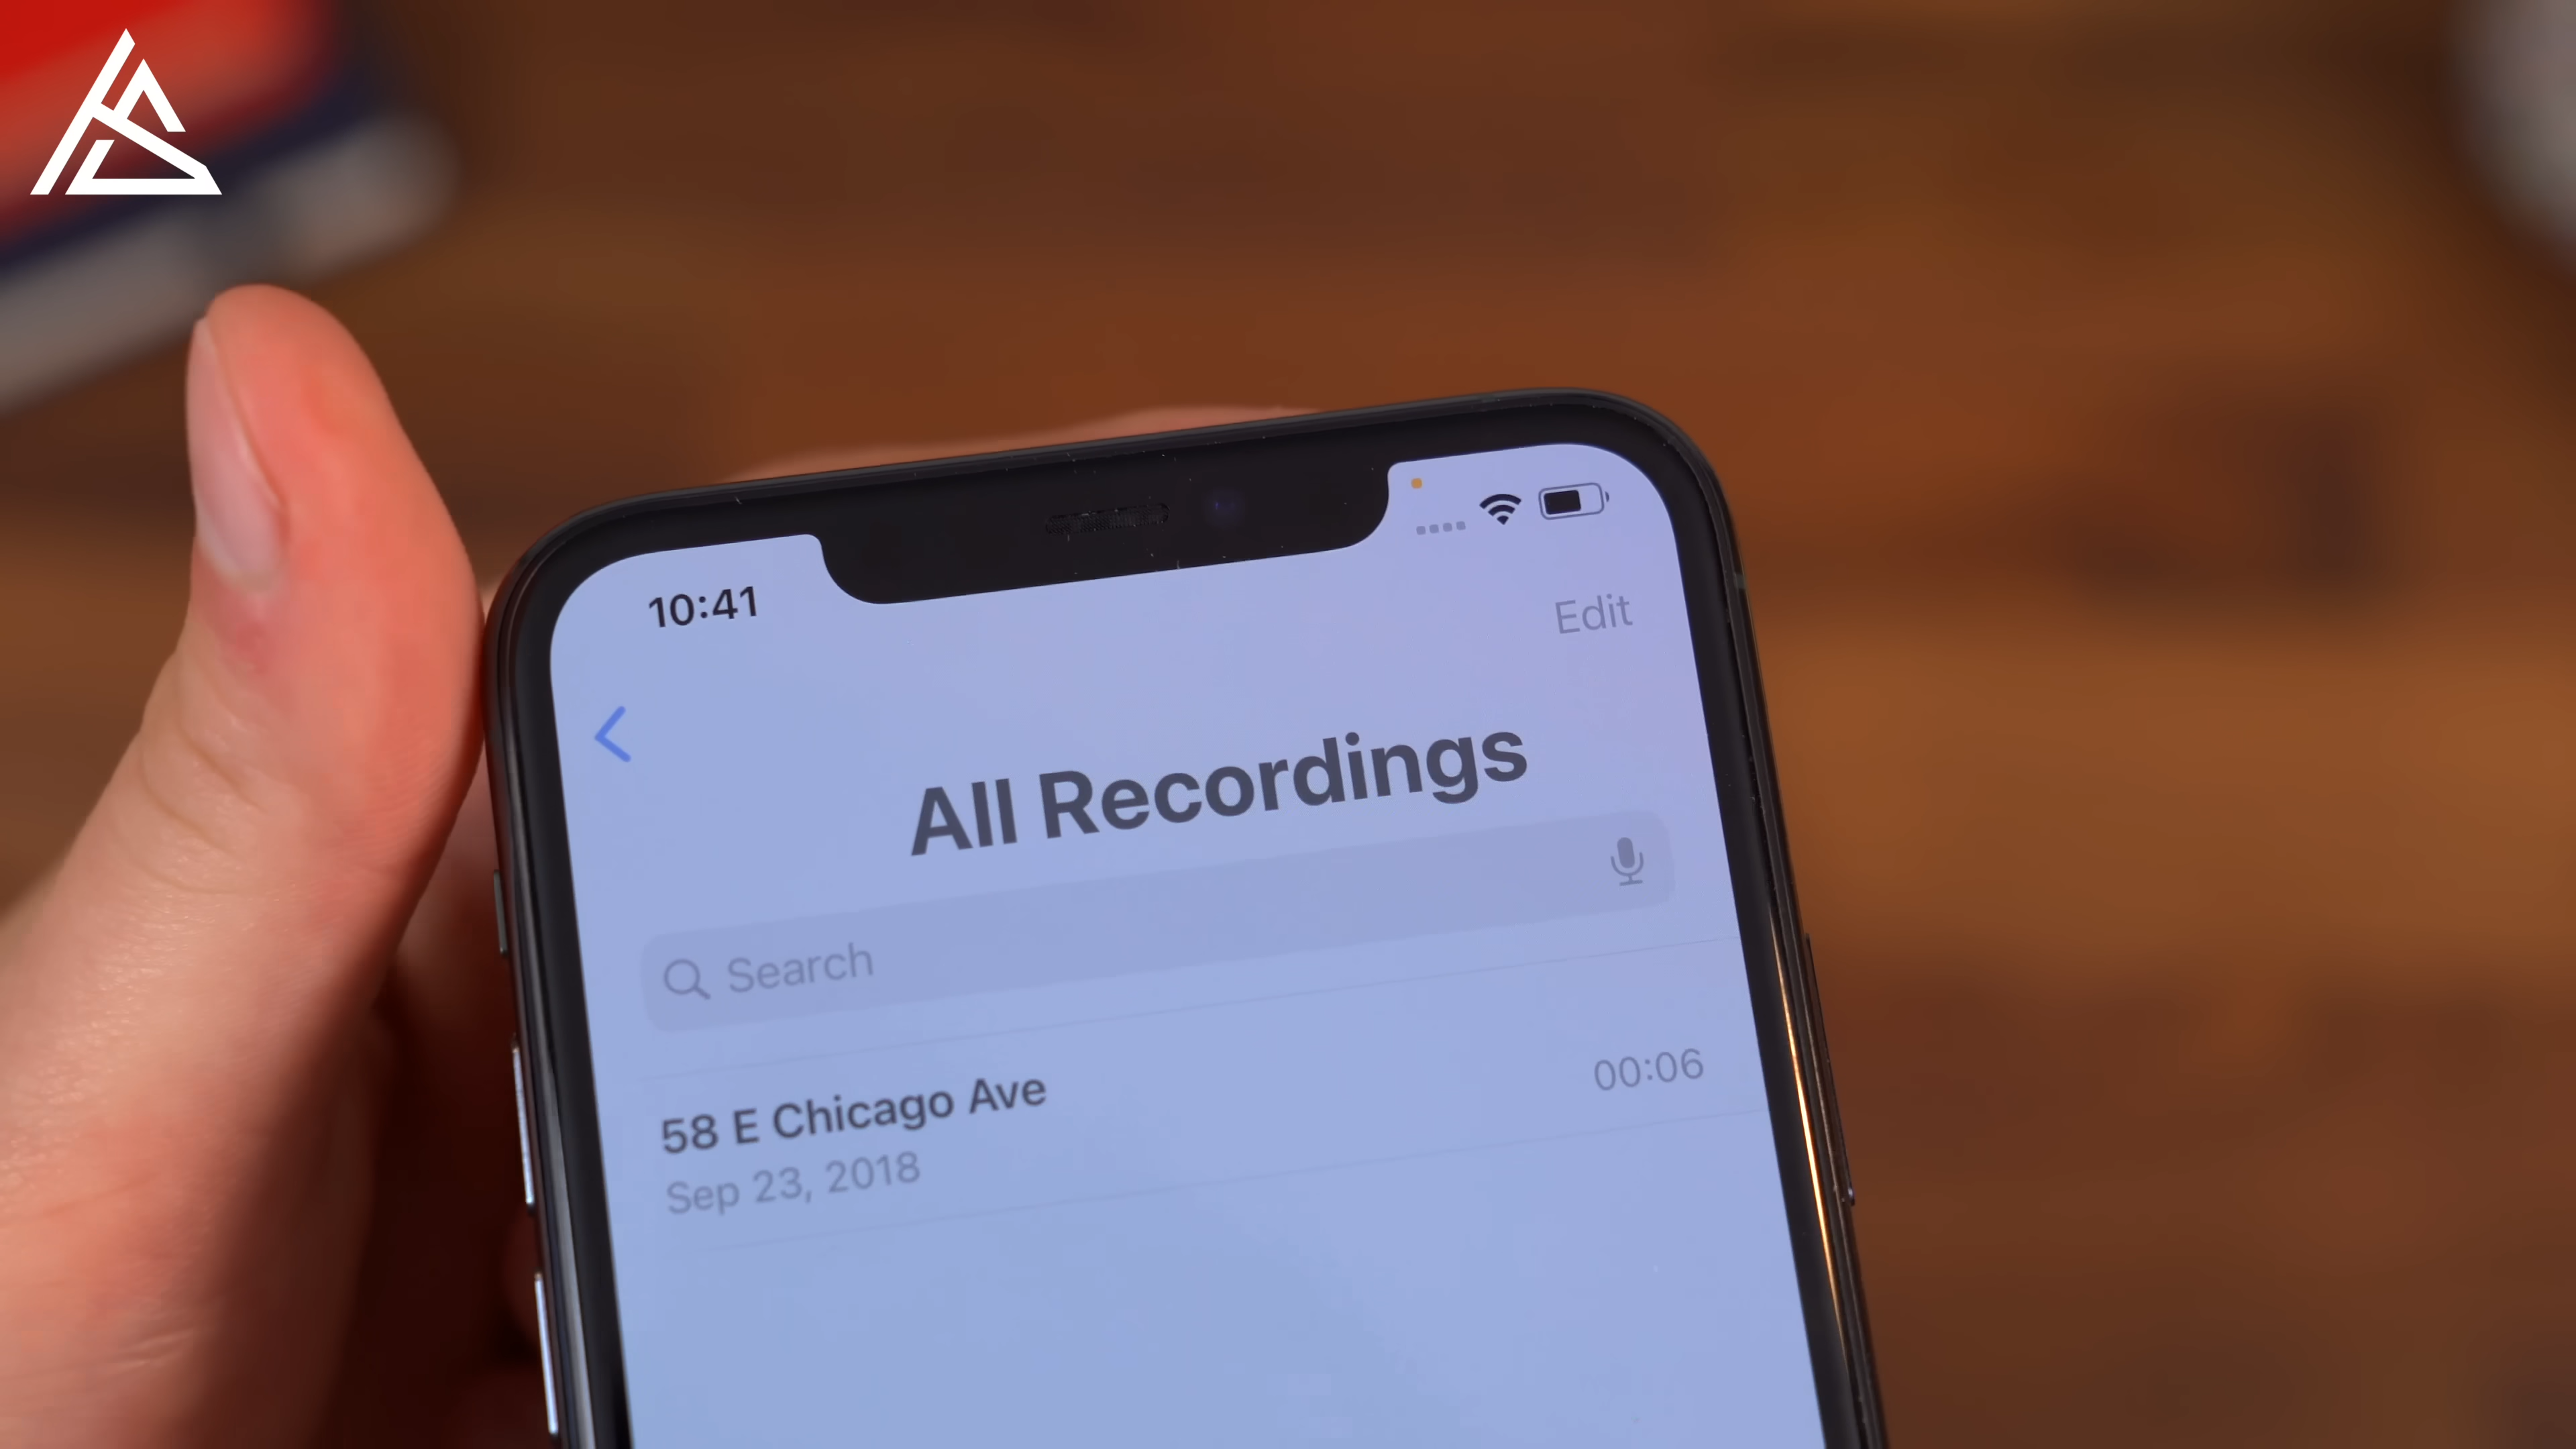 10:41
Edit
All Recordings
Search
58 E Chicago Ave
00:06
Sep 23, 2018